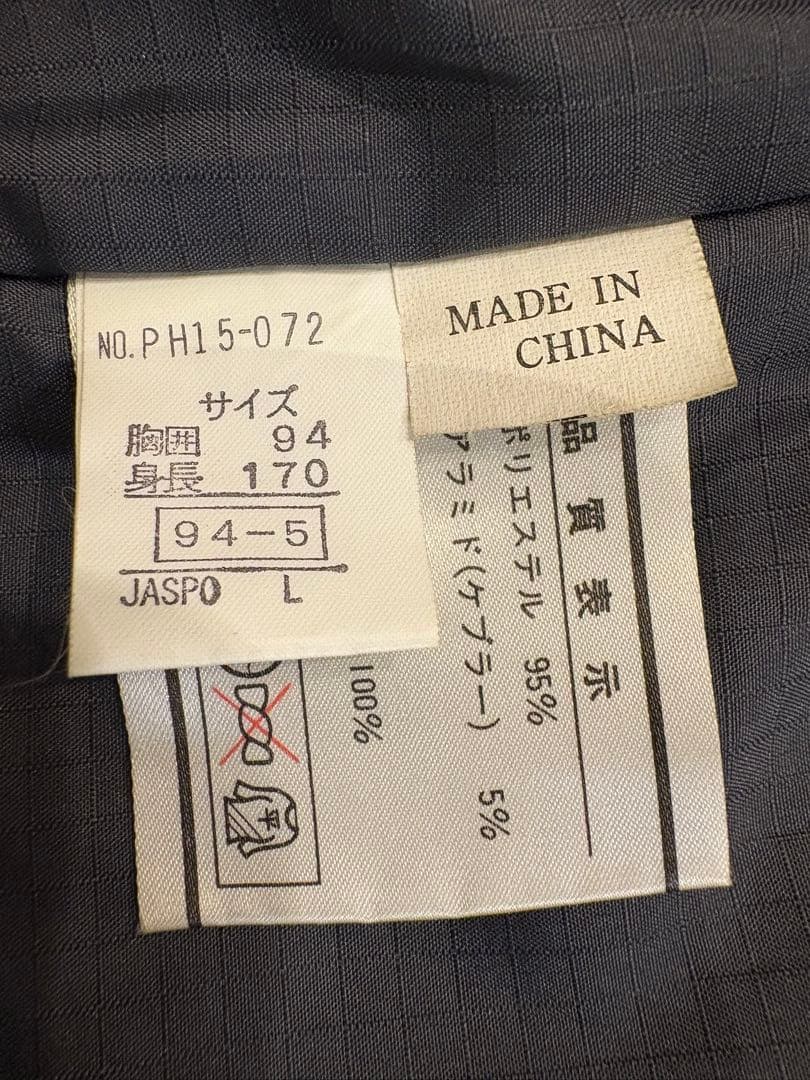 NO.PH15-072
サイズ
胸囲 94
身長 170
94-5
JASPO L
MADE IN
CHINA
品質表示
ポリエステル 95%
アラミド(ケブラー) 5%
100%
平